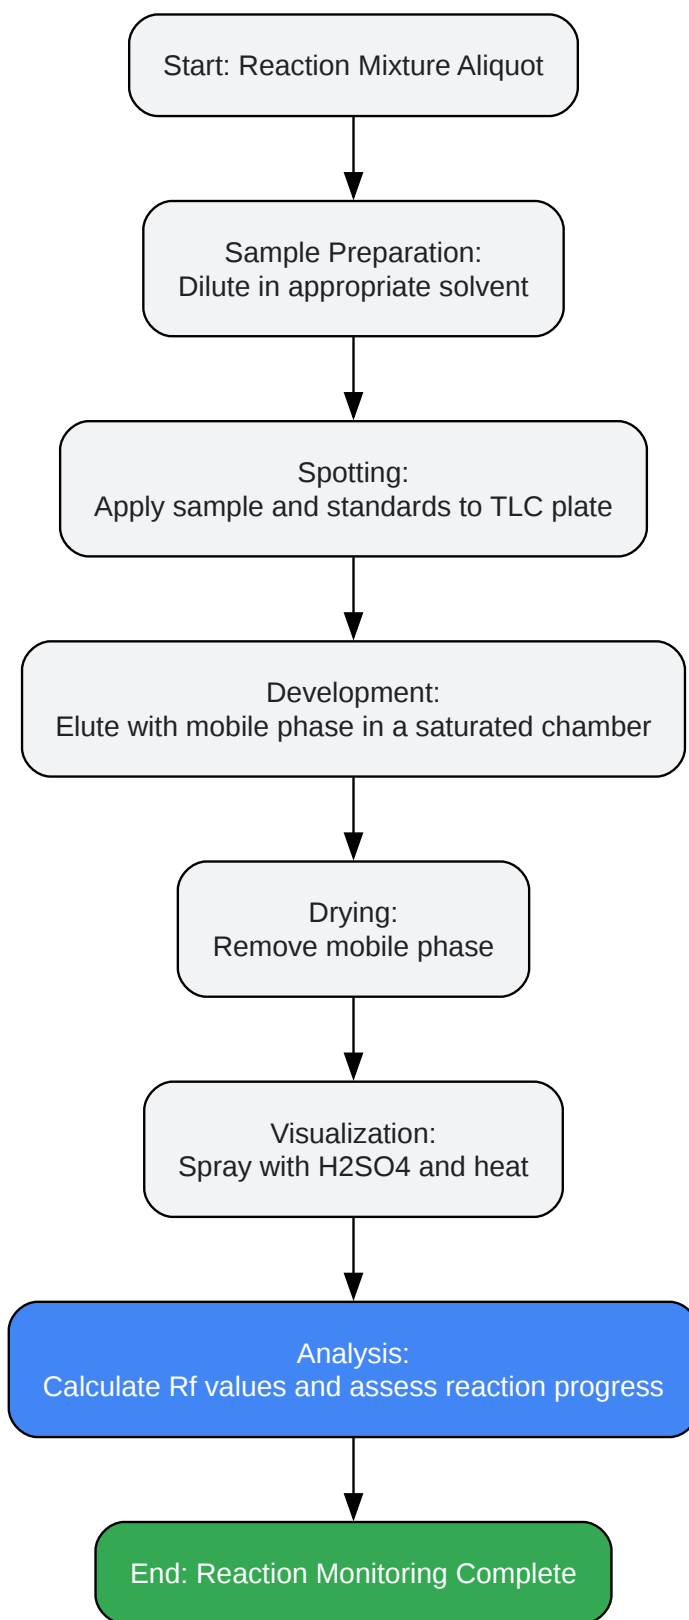 Start: Reaction Mixture Aliquot
Sample Preparation:
Dilute in appropriate solvent
Spotting:
Apply sample and standards to TLC plate
Development:
Elute with mobile phase in a saturated chamber
Drying:
Remove mobile phase
Visualization:
Spray with H2SO4 and heat
Analysis:
Calculate Rf values and assess reaction progress
End: Reaction Monitoring Complete